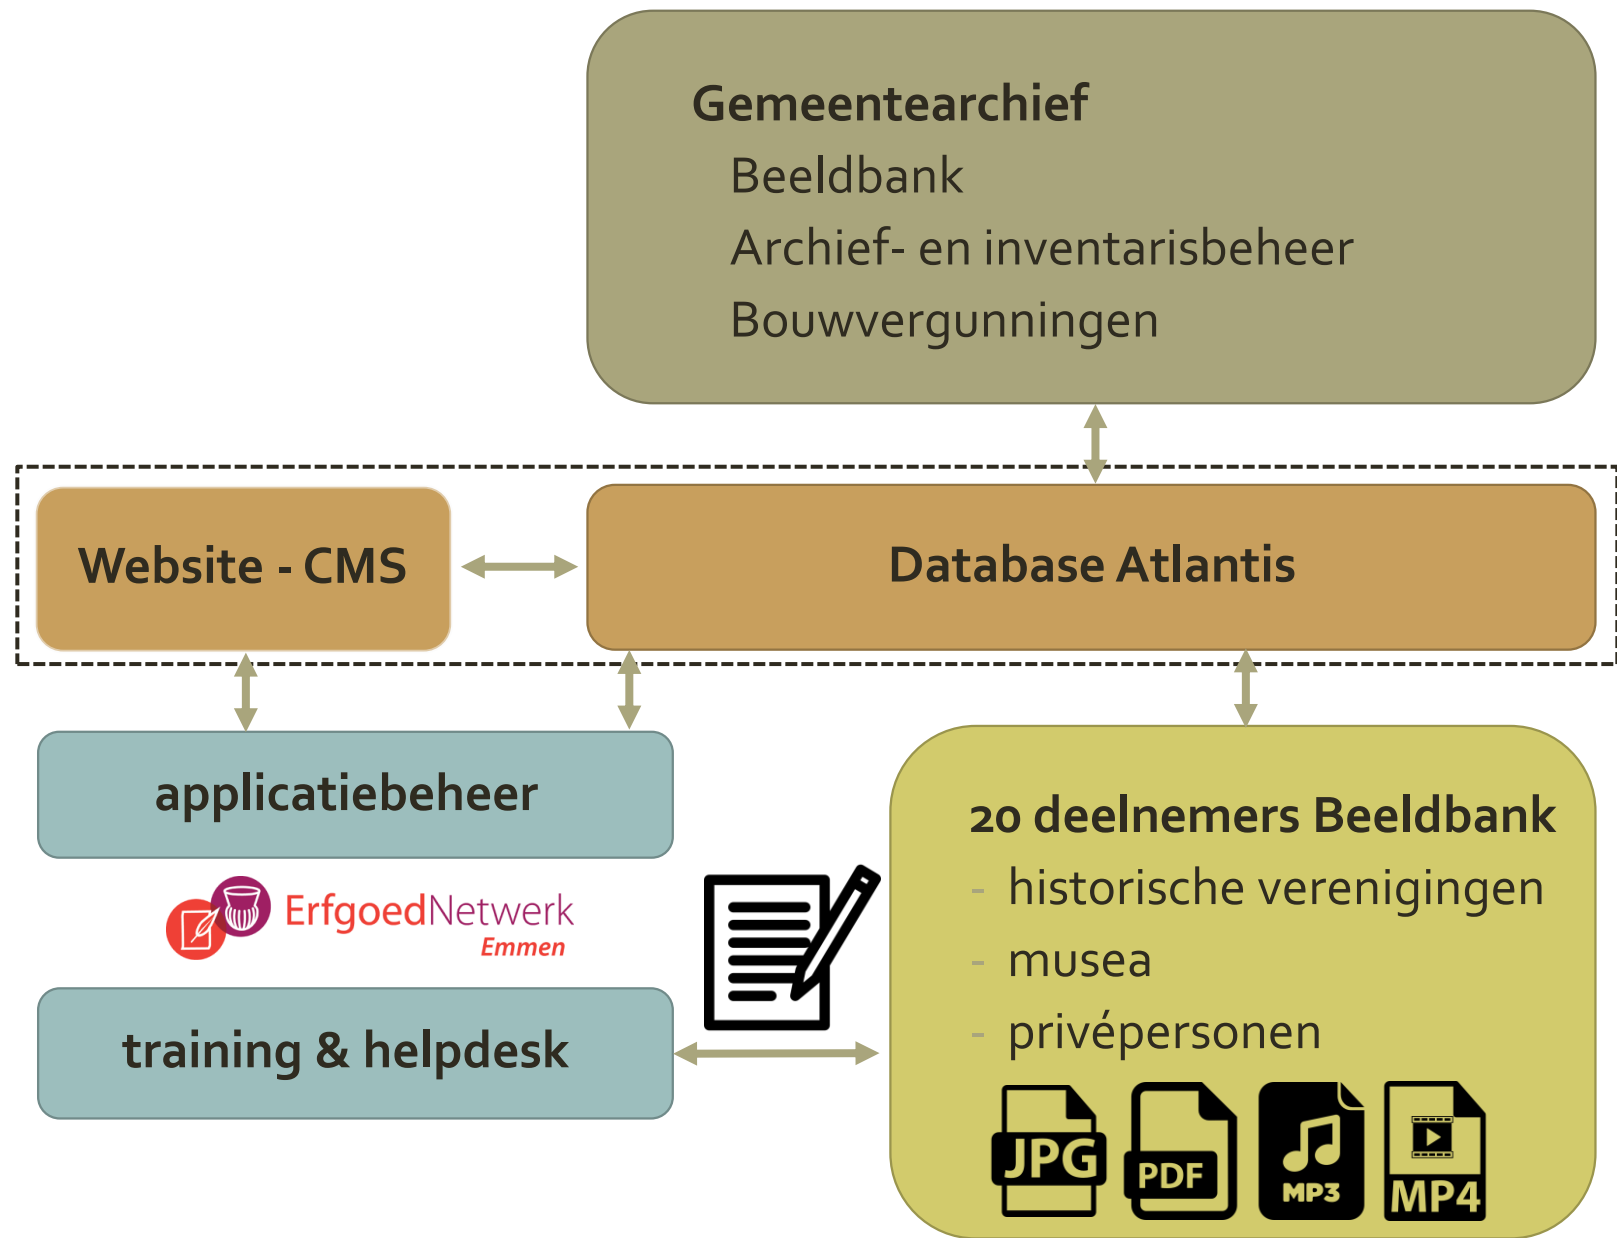 Gemeentearchief
Beeldbank
Archief- en inventarisbeheer
Bouwvergunningen
Website - CMS
Database Atlantis
applicatiebeheer
ErfgoedNetwerk
Emmen
training & helpdesk
20 deelnemers Beeldbank
- historische verenigingen
- musea
- privépersonen
JPG
PDF
MP3
MP4